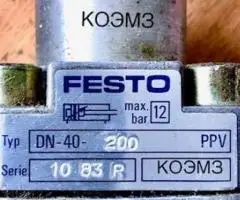 КОЭМЗ
FESTO
max. bar 12
Typ DN-40- 200 PPV
Serie 10 83 R КОЭМЗ